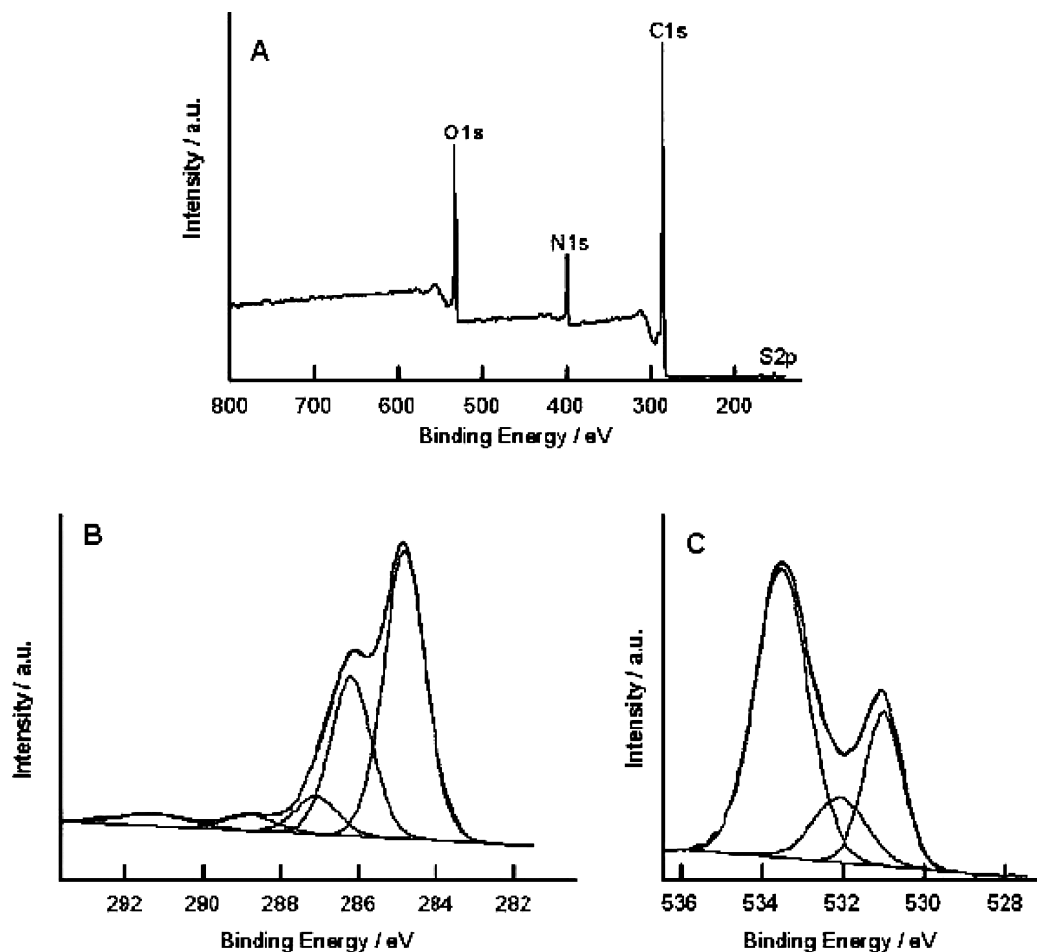 A
C1s
O1s
N1s
S2p
Intensity / a.u.
800 700 600 500 400 300 200
Binding Energy / eV
B
Intensity / a.u.
292 290 288 286 284 282
Binding Energy / eV
C
Intensity / a.u.
536 534 532 530 528
Binding Energy / eV